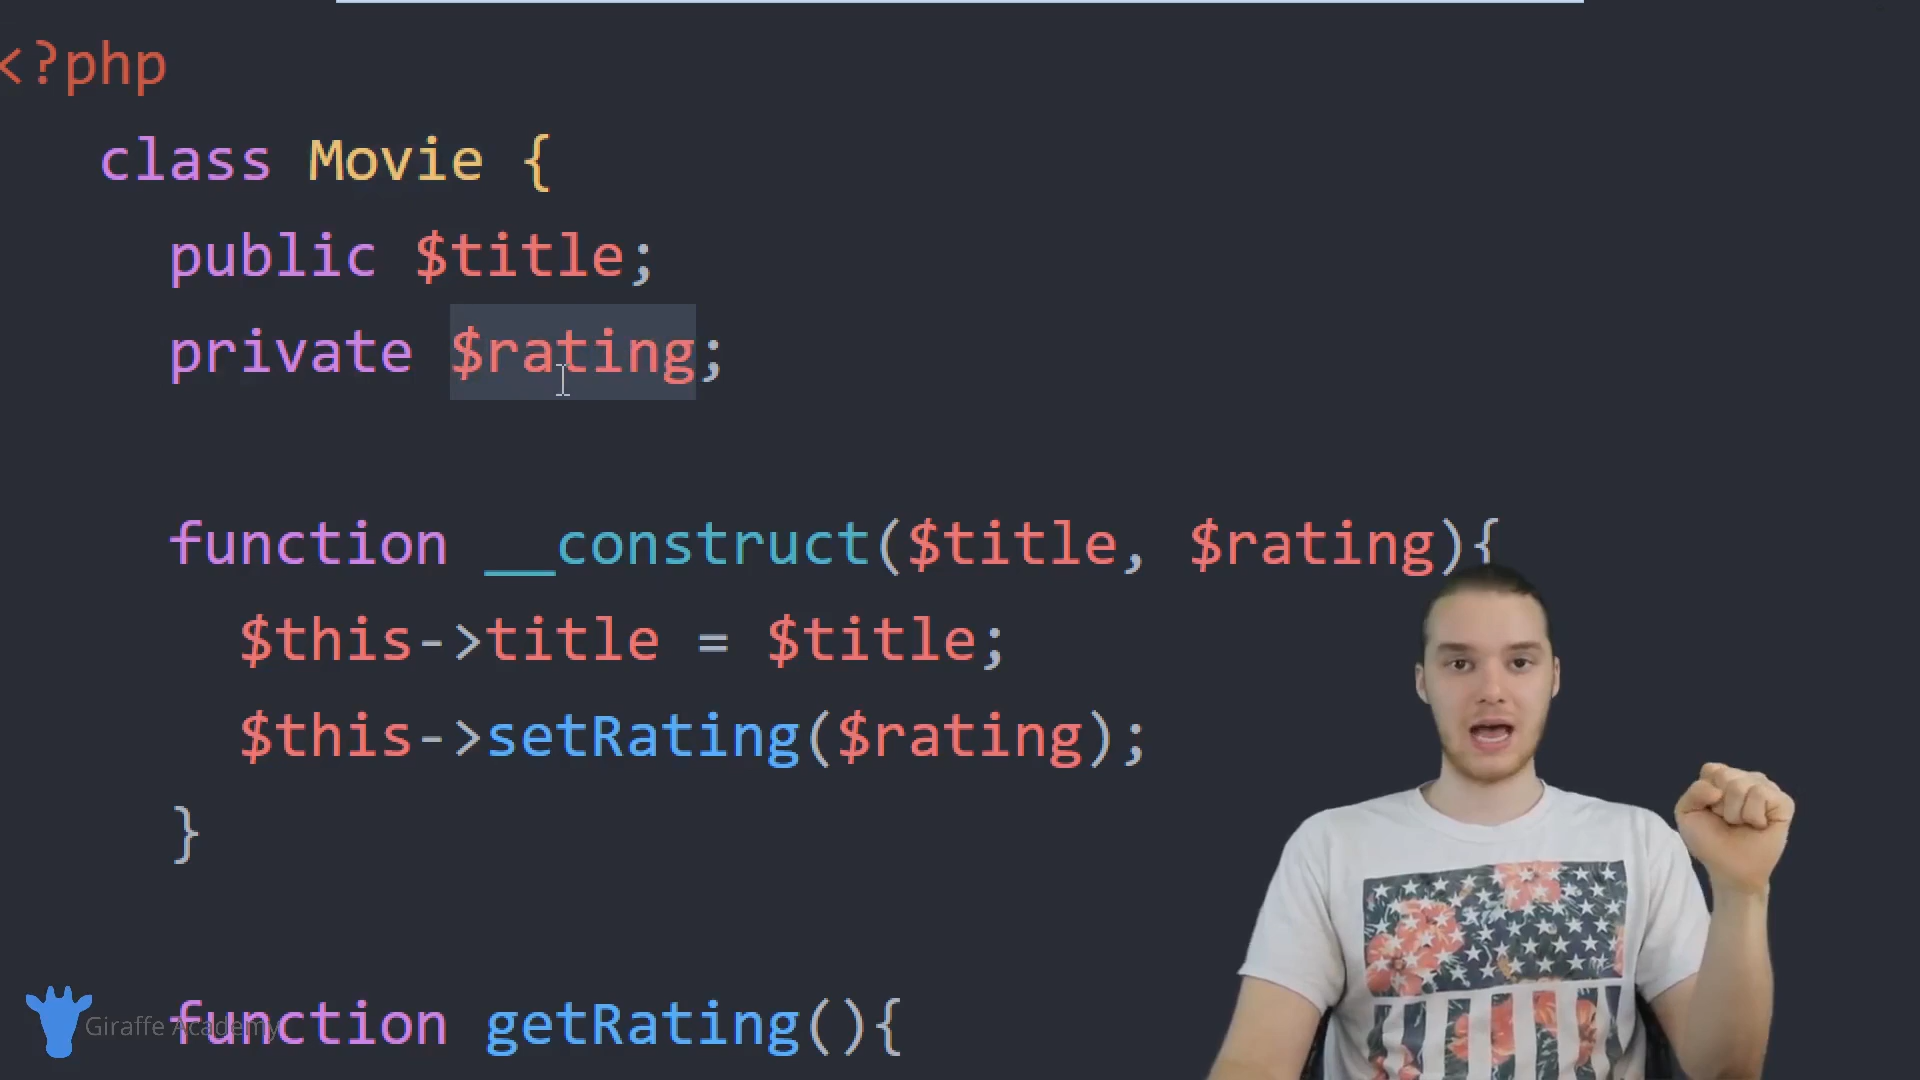 <?php
class Movie {
public $title;
private $rating;
function __construct($title, $rating){
$this->title = $title;
$this->setRating($rating);
}
function getRating(){
Giraffe Academy